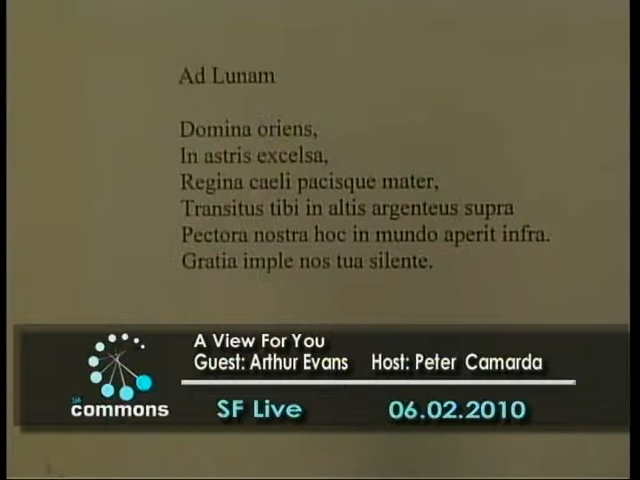 Ad Lunam
Domina oriens,
In astris excelsa,
Regina caeli pacisque mater,
Transitus tibi in altis argenteus supra
Pectora nostra hoc in mundo aperit infra.
Gratia imple nos tua silente.
A View For You
Guest: Arthur Evans Host: Peter Camarda
SF
commons
SF Live 06.02.2010